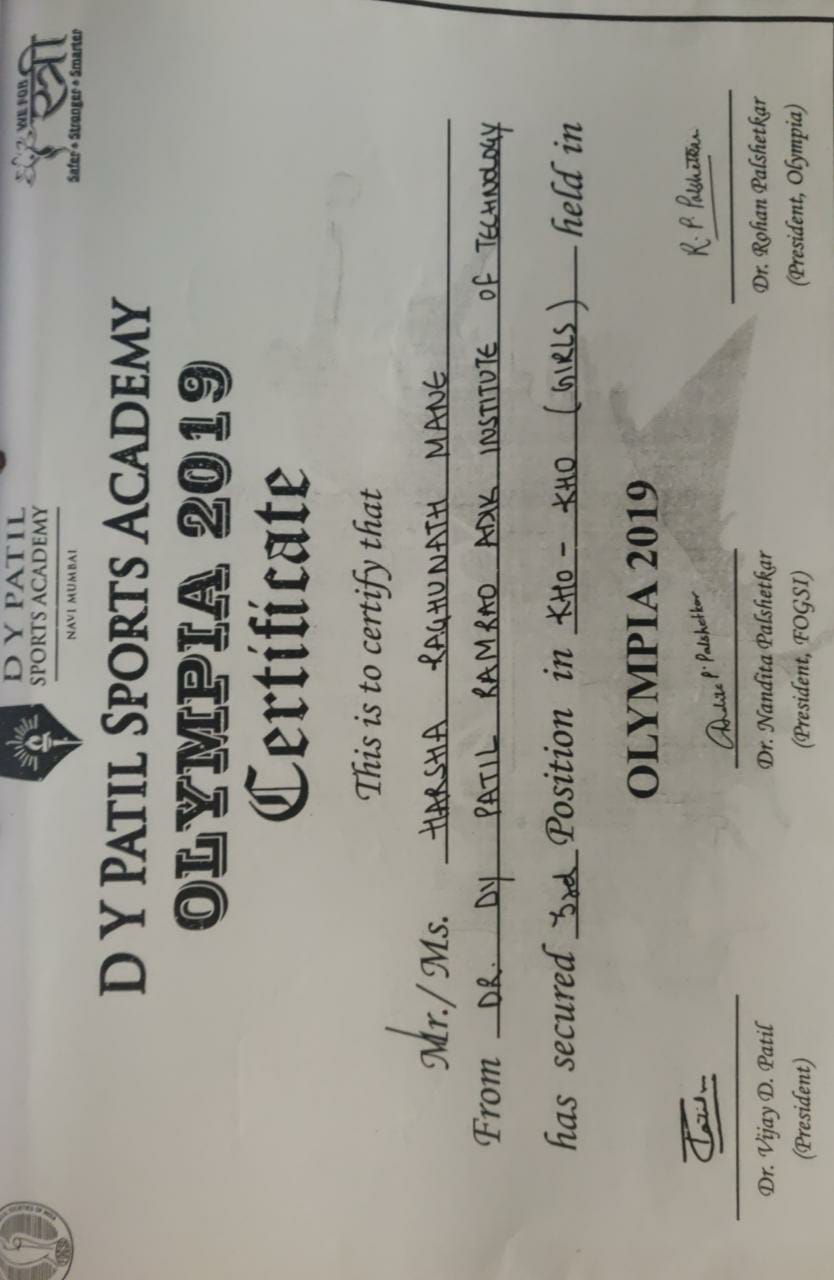 D Y PATIL
SPORTS ACADEMY
NAVI MUMBAI
WE FOR
स्त्री
Safer • Stronger • Smarter
D Y PATIL SPORTS ACADEMY
OLYMPIA 2019
Certificate
This is to certify that
Mr./Ms. HARSHA RAGHUNATH MANE
From DR. DY PATIL RAMRAO ADIK INSTITUTE OF TECHNOLOGY
has secured 3rd Position in KHO - KHO (GIRLS) held in
OLYMPIA 2019
R. P. Palshetkar
Dr. Vijay D. Patil
(President)
Dr. Nandita Palshetkar
(President, FOGSI)
Dr. Rohan Palshetkar
(President, Olympia)